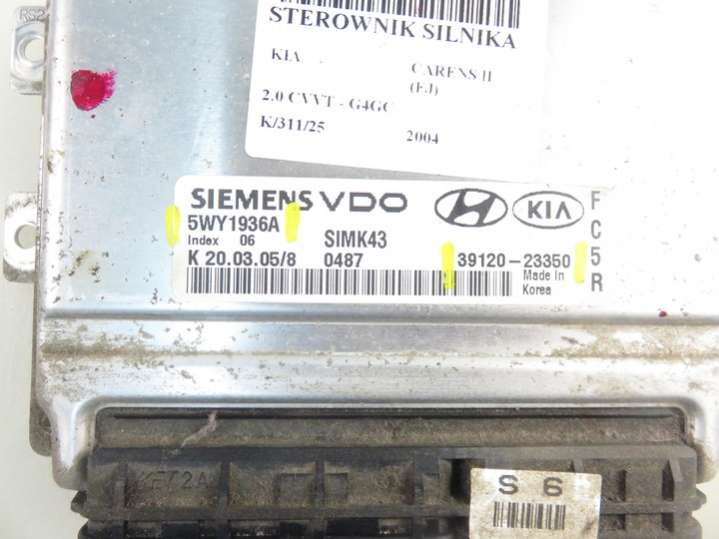 RS2
STEROWNIK SILNIKA
KIA CARENS II
(FJ)
2.0 CVVT - G4GC
K/311/25 2004
SIEMENS VDO
KIA
5WY1936A
Index 06 SIMK43
K 20.03.05/8 0487 39120-23350
Made In
Korea
F
C
5
R
S 6